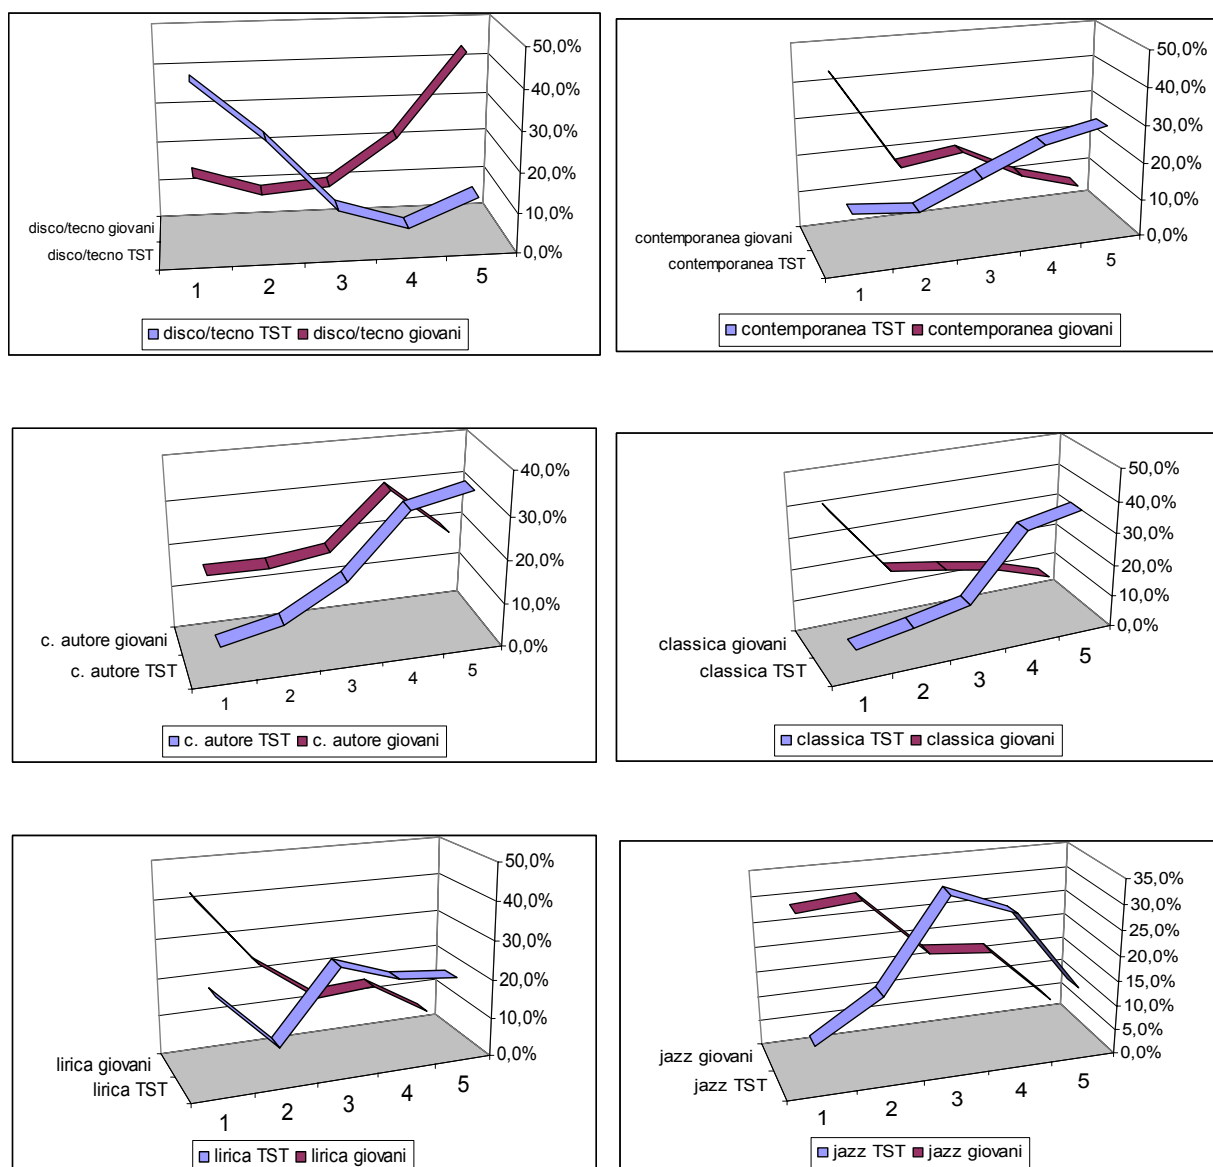 50,0%
40,0%
30,0%
20,0%
10,0%
0,0%
disco/tecno giovani
disco/tecno TST
1 2 3 4 5
disco/tecno TST disco/tecno giovani
50,0%
40,0%
30,0%
20,0%
10,0%
0,0%
contemporanea giovani
contemporanea TST
1 2 3 4 5
contemporanea TST contemporanea giovani
40,0%
30,0%
20,0%
10,0%
0,0%
c. autore giovani
c. autore TST
1 2 3 4 5
c. autore TST c. autore giovani
50,0%
40,0%
30,0%
20,0%
10,0%
0,0%
classica giovani
classica TST
1 2 3 4 5
classica TST classica giovani
50,0%
40,0%
30,0%
20,0%
10,0%
0,0%
lirica giovani
lirica TST
1 2 3 4 5
lirica TST lirica giovani
35,0%
30,0%
25,0%
20,0%
15,0%
10,0%
5,0%
0,0%
jazz giovani
jazz TST
1 2 3 4 5
jazz TST jazz giovani